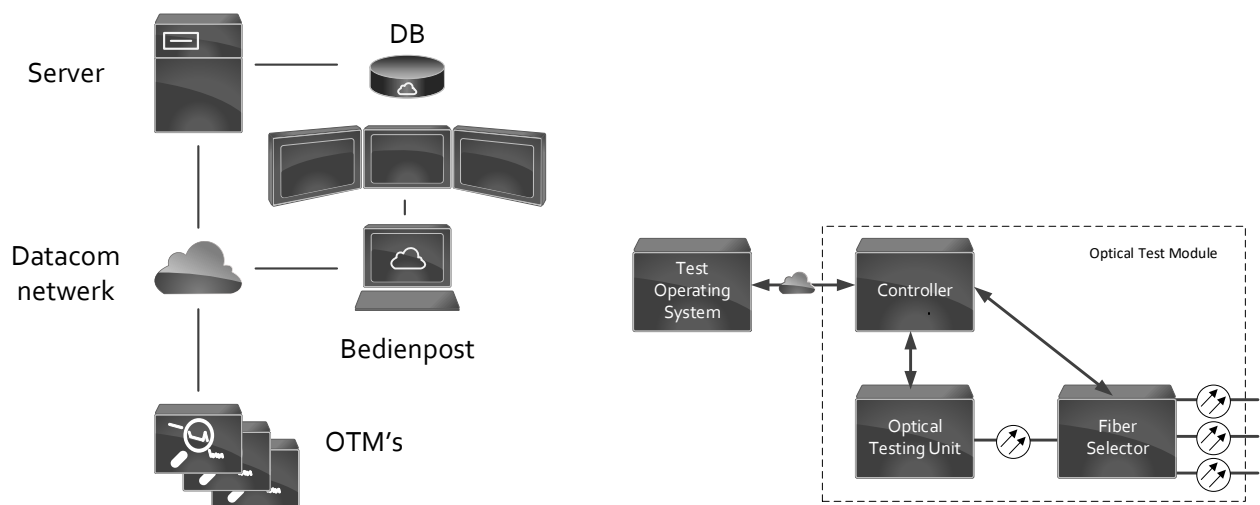 DB
Server
Datacom
netwerk
Bedienpost
OTM's
Optical Test Module
Test
Operating
System
Controller
Optical
Testing Unit
Fiber
Selector